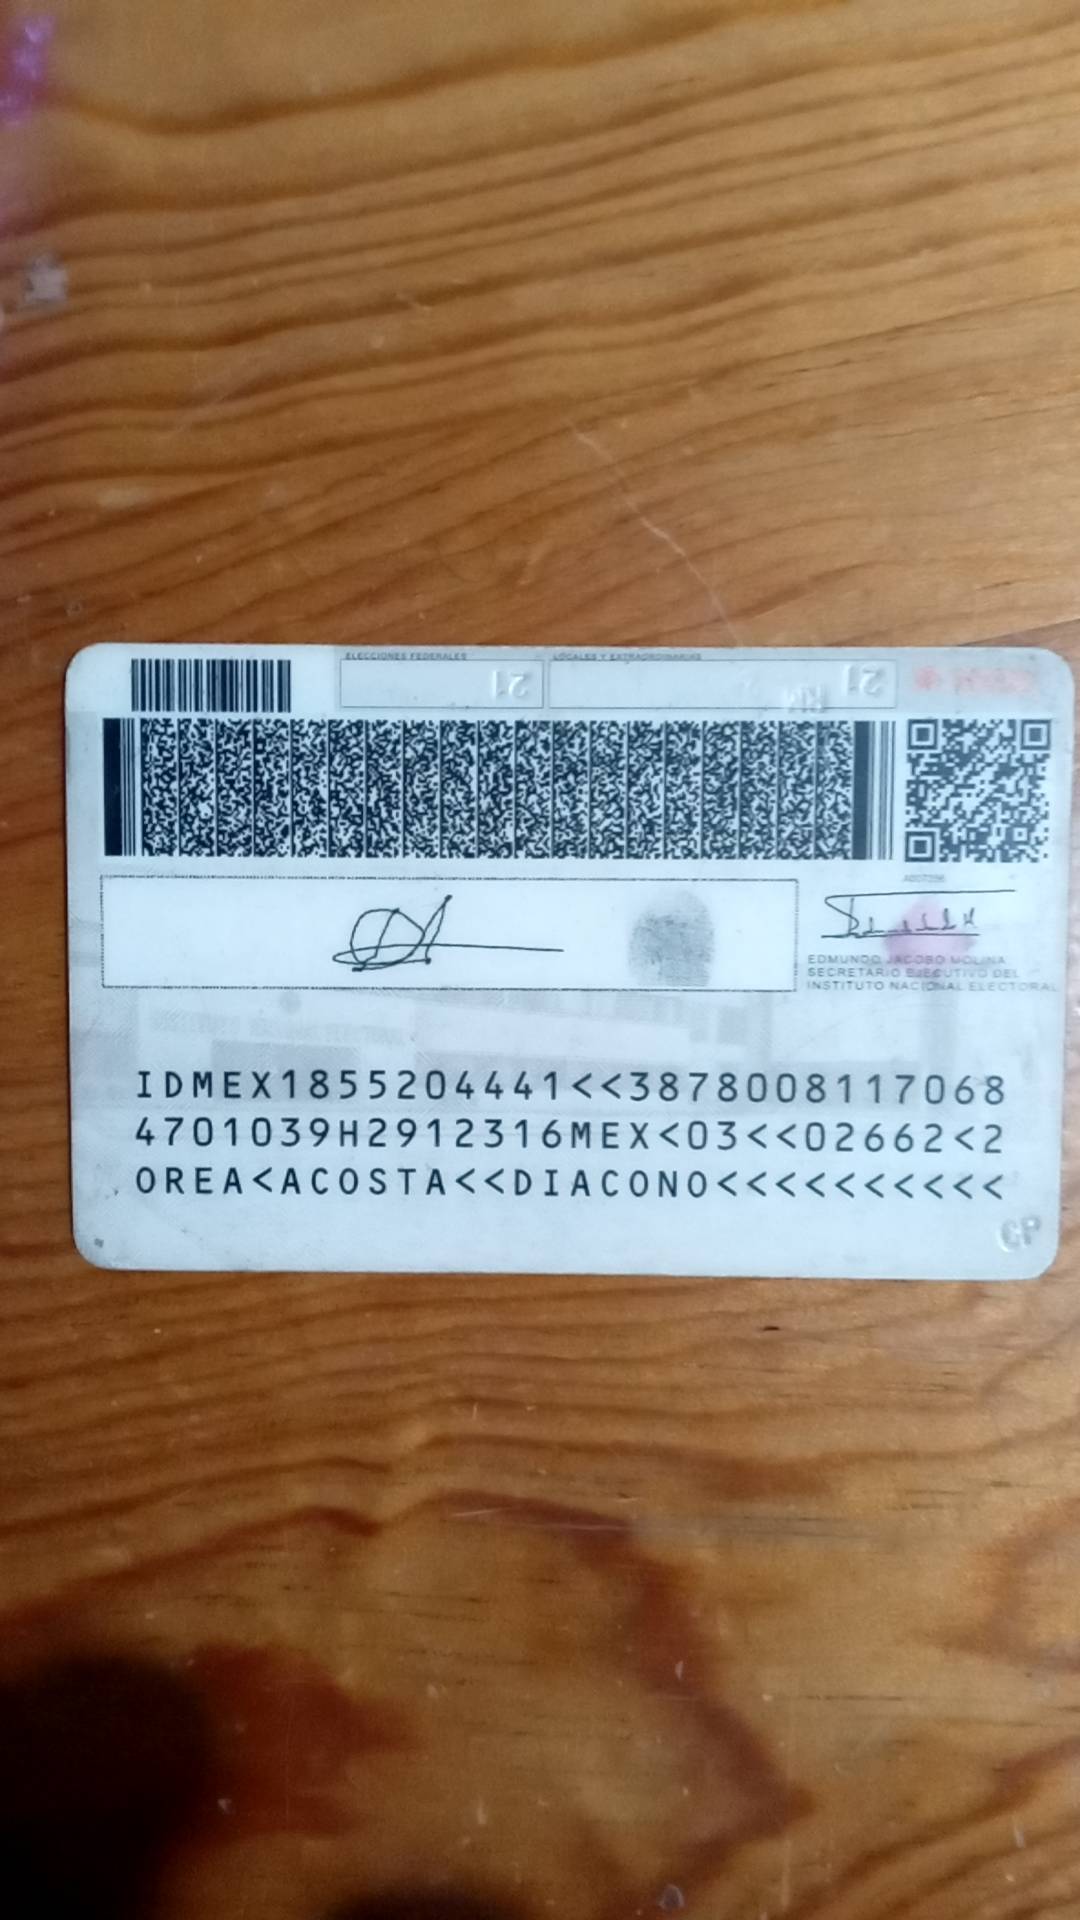 ELECCIONES FEDERALES
LOCALES Y EXTRAORDINARIAS
21
21
EDMUNDO JACOBO MOLINA
SECRETARIO EJECUTIVO DEL
INSTITUTO NACIONAL ELECTORAL
IDMEX1855204441<<3878008117068
4701039H2912316MEX<03<<02662<2
OREA<ACOSTA<<DIACONO<<<<<<<<<<
GP